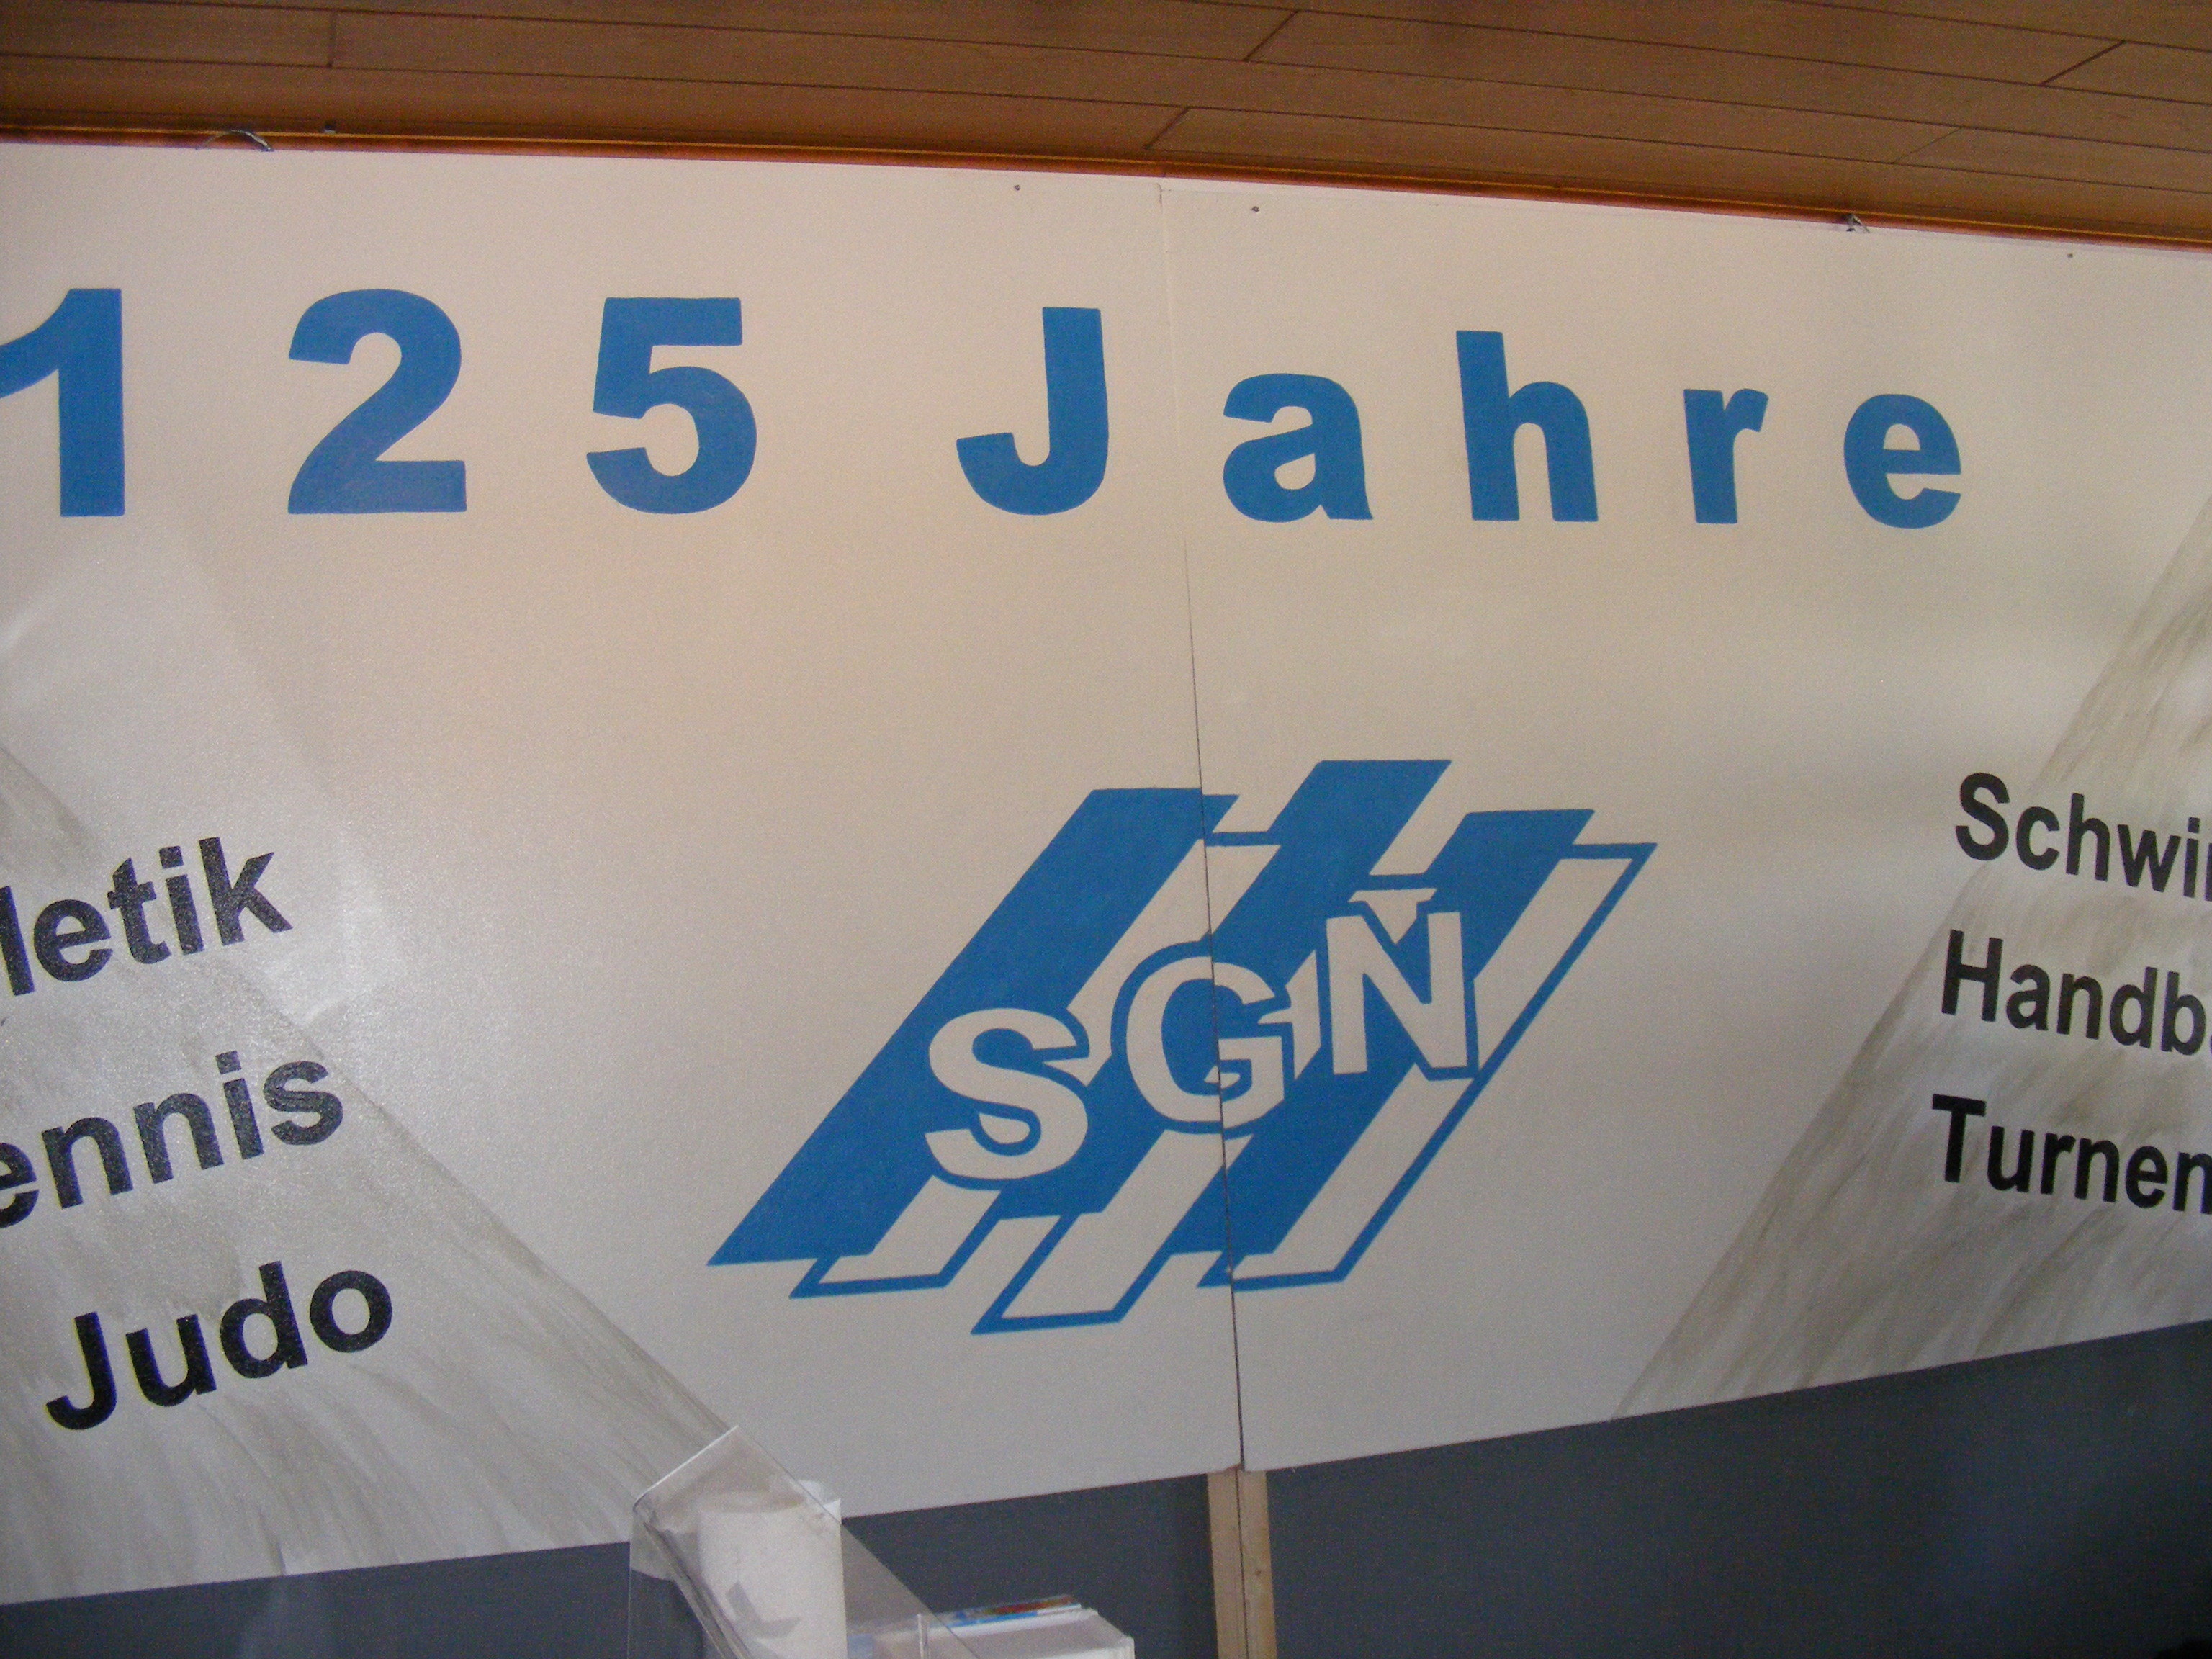 125 Jahre
letik
ennis
Judo
SGN
Schwi
Handb
Turnen